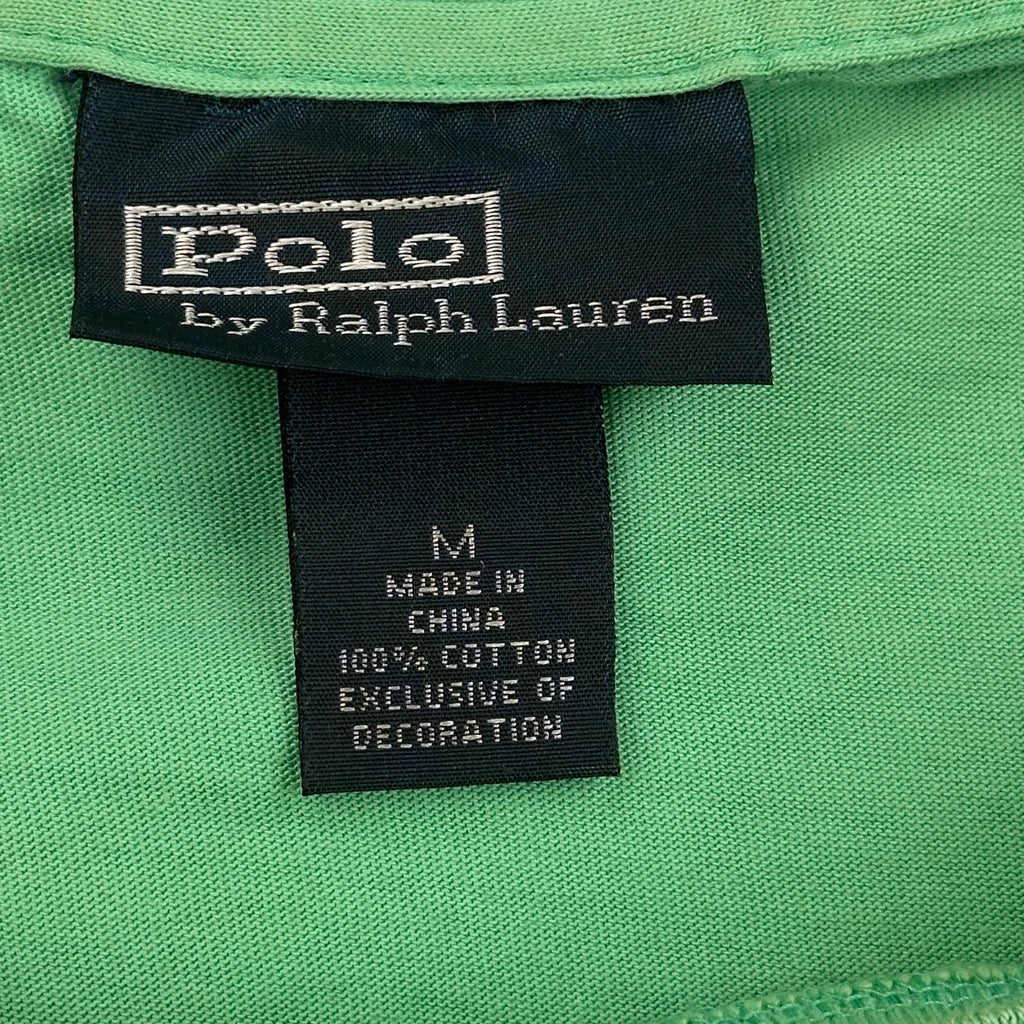 Polo
by Ralph Lauren
M
MADE IN
CHINA
100% COTTON
EXCLUSIVE OF
DECORATION